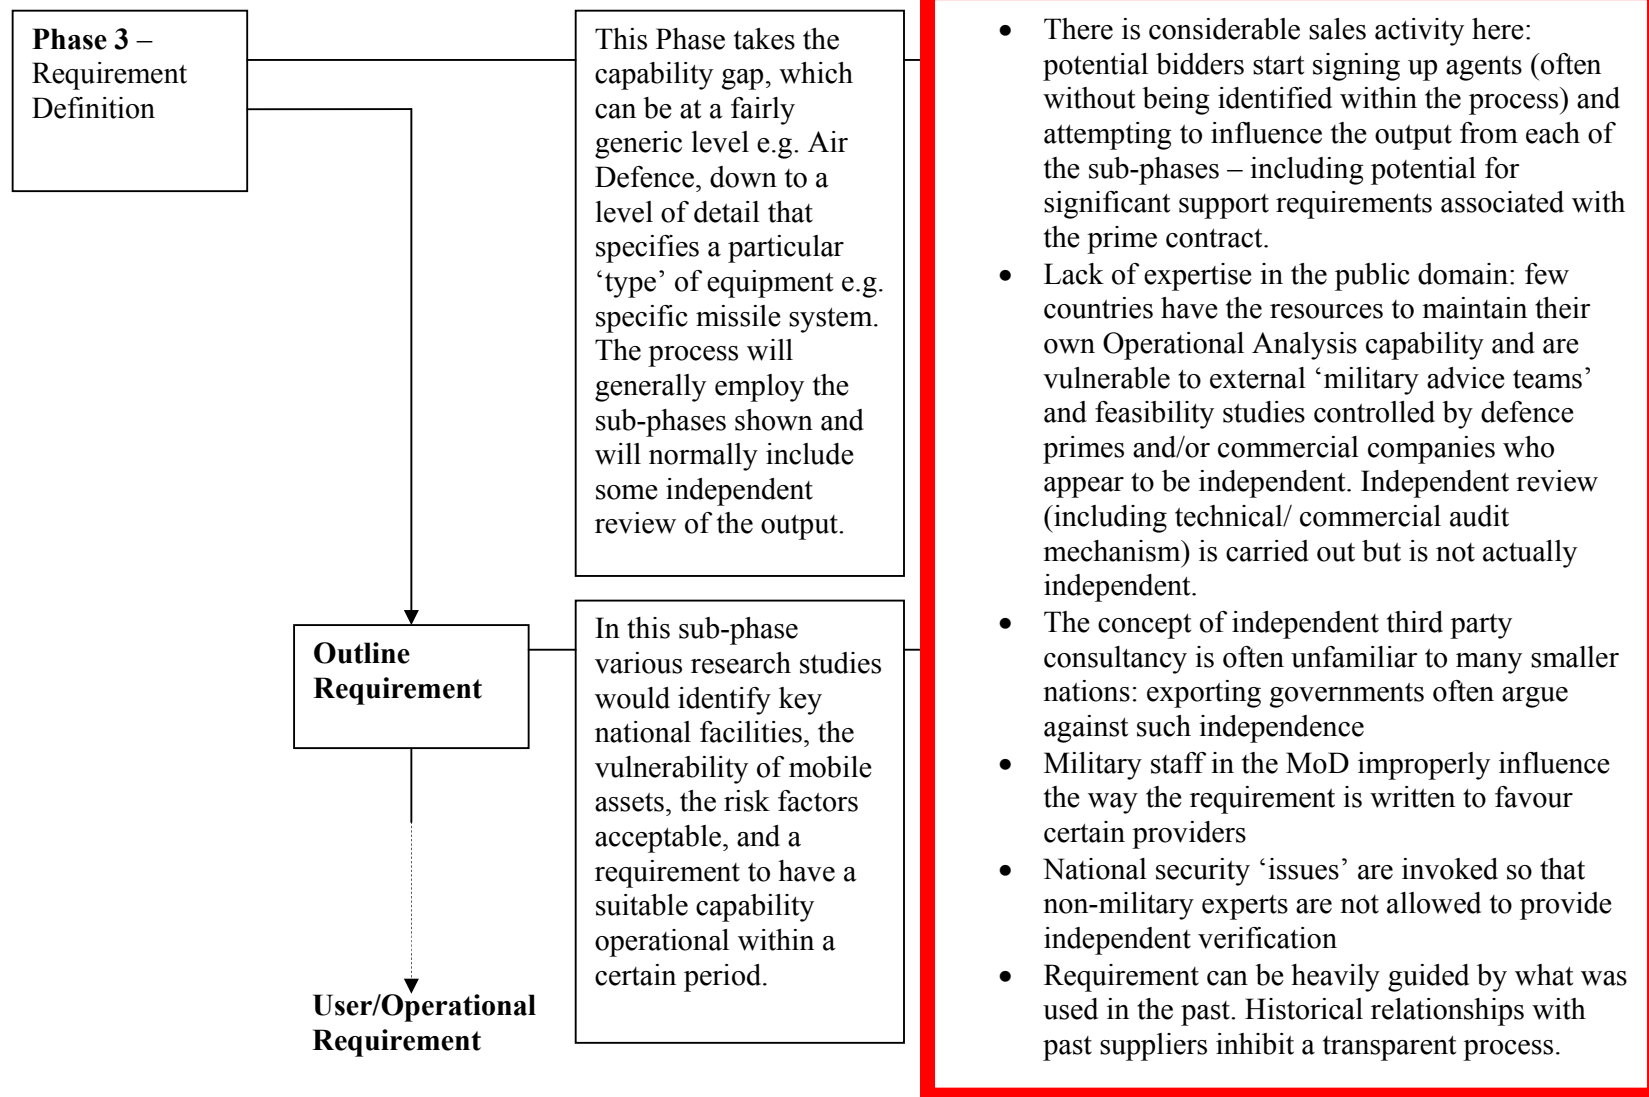 Phase 3 –
Requirement
Definition
This Phase takes the
capability gap, which
can be at a fairly
generic level e.g. Air
Defence, down to a
level of detail that
specifies a particular
‘type’ of equipment e.g.
specific missile system.
The process will
generally employ the
sub-phases shown and
will normally include
some independent
review of the output.
Outline
Requirement
In this sub-phase
various research studies
would identify key
national facilities, the
vulnerability of mobile
assets, the risk factors
acceptable, and a
requirement to have a
suitable capability
operational within a
certain period.
User/Operational
Requirement
• There is considerable sales activity here:
potential bidders start signing up agents (often
without being identified within the process) and
attempting to influence the output from each of
the sub-phases – including potential for
significant support requirements associated with
the prime contract.
• Lack of expertise in the public domain: few
countries have the resources to maintain their
own Operational Analysis capability and are
vulnerable to external ‘military advice teams’
and feasibility studies controlled by defence
primes and/or commercial companies who
appear to be independent. Independent review
(including technical/ commercial audit
mechanism) is carried out but is not actually
independent.
• The concept of independent third party
consultancy is often unfamiliar to many smaller
nations: exporting governments often argue
against such independence
• Military staff in the MoD improperly influence
the way the requirement is written to favour
certain providers
• National security ‘issues’ are invoked so that
non-military experts are not allowed to provide
independent verification
• Requirement can be heavily guided by what was
used in the past. Historical relationships with
past suppliers inhibit a transparent process.